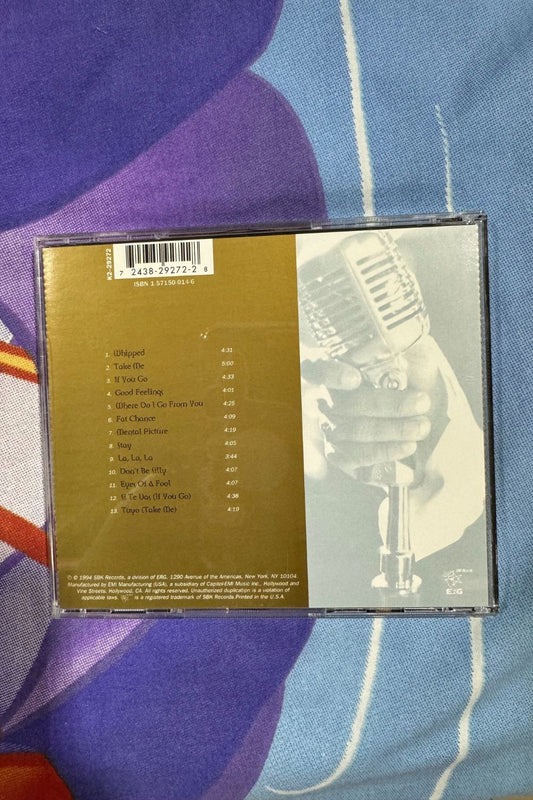 K2-29272
7 2438-29272-2 8
ISBN 1-57150-014-6
1. Whipped 4:31
2. Take Me 5:00
3. If You Go 4:33
4. Good Feelings 4:01
5. Where Do I Go From You 4:25
6. Fat Chance 4:09
7. Mental Picture 4:19
8. Stay 4:05
9. La, La, La 3:44
10. Don't Be Silly 4:07
11. Eyes Of A Fool 4:07
12. Si Te Vas (If You Go) 4:38
13. Tuyo (Take Me) 4:19
℗ © 1994 SBK Records, a division of ERG, 1290 Avenue of the Americas, New York, NY 10104.
Manufactured by EMI Manufacturing (USA), a subsidiary of Capitol-EMI Music Inc., Hollywood and
Vine Streets, Hollywood, CA. All rights reserved. Unauthorized duplication is a violation of
applicable laws. is a registered trademark of SBK Records.Printed in the U.S.A.
ERG